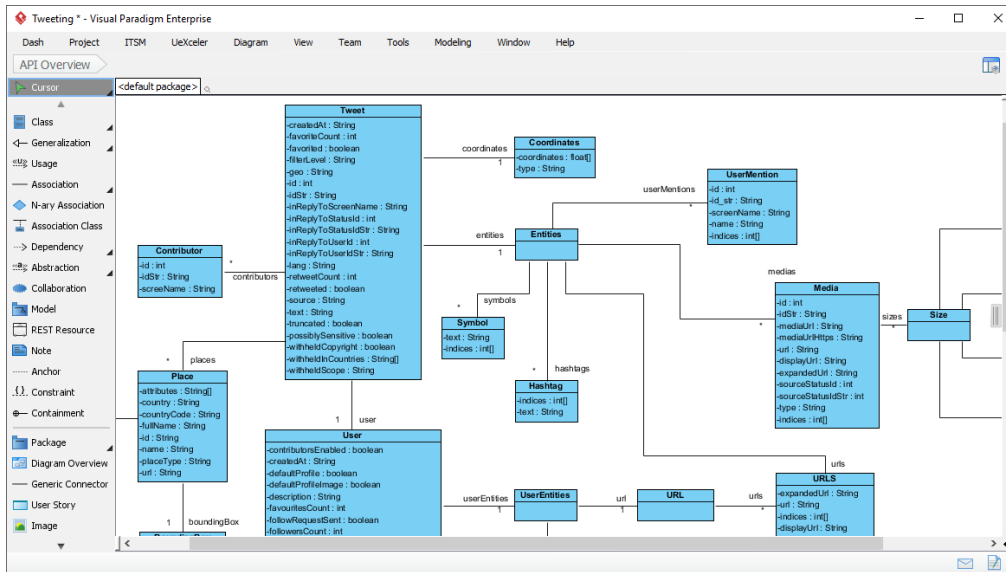 Tweeting * - Visual Paradigm Enterprise
Dash Project ITSM UeXceler Diagram View Team Tools Modeling Window Help
API Overview
Cursor
Class
Generalization
«U» Usage
Association
N-ary Association
Association Class
Dependency
«a» Abstraction
Collaboration
Model
REST Resource
Note
Anchor
{.} Constraint
Containment
Package
Diagram Overview
Generic Connector
User Story
Image
<default package>
Tweet
-createdAt : String
-favoriteCount : int
-favorited : boolean
-filterLevel : String
-geo : String
-id : int
-idStr : String
-inReplyToScreenName : String
-inReplyToStatusId : int
-inReplyToStatusIdStr : String
-inReplyToUserId : int
-inReplyToUserIdStr : String
-lang : String
-retweetCount : int
-retweeted : boolean
-source : String
-text : String
-truncated : boolean
-possiblySensitive : boolean
-withheldCopyright : boolean
-withheldInCountries : String[]
-withheldScope : String
coordinates
1
Coordinates
-coordinates : float[]
-type : String
userMentions
*
UserMention
-id : int
-id_str : String
-screenName : String
-name : String
-indices : int[]
entities
1
Entities
Contributor
-id : int
-idStr : String
-screeName : String
*
contributors
symbols
*
Symbol
-text : String
-indices : int[]
hashtags
*
Hashtag
-indices : int[]
-text : String
medias
*
Media
-id : int
-idStr : String
-mediaUrl : String
-mediaUrlHttps : String
-url : String
-displayUrl : String
-expandedUrl : String
-sourceStatusId : int
-sourceStatusIdStr : int
-type : String
-indices : int[]
sizes
*
Size
*
places
Place
-attributes : String[]
-country : String
-countryCode : String
-fullName : String
-id : String
-name : String
-placeType : String
-url : String
1
boundingBox
1
user
User
-contributorsEnabled : boolean
-createdAt : String
-defaultProfile : boolean
-defaultProfileImage : boolean
-description : String
-favouritesCount : int
-followRequestSent : boolean
-followersCount : int
userEntities
1
UserEntities
url
1
URL
urls
*
urls
URLS
-expandedUrl : String
-url : String
-indices : int[]
-displayUrl : String